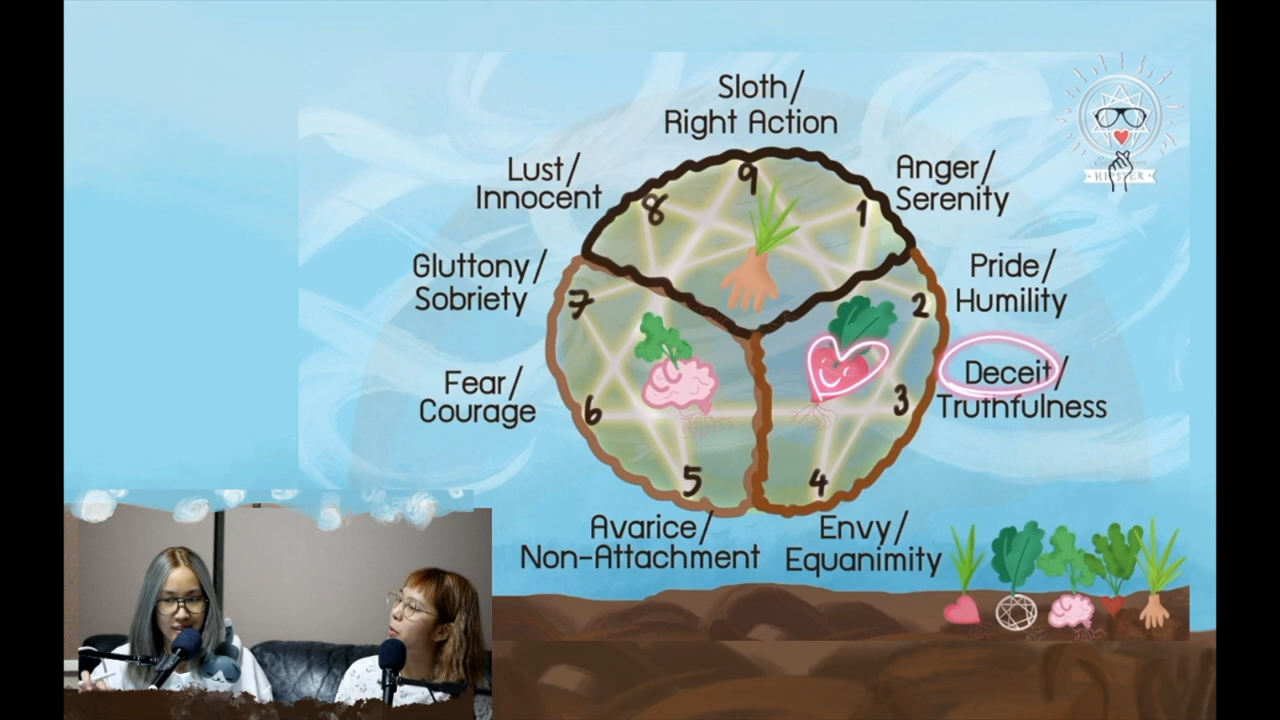 Sloth/
Right Action
Lust/
Innocent
Anger/
Serenity
9
8
1
Gluttony/
Sobriety
Pride/
Humility
7
2
Fear/
Courage
Deceit/
Truthfulness
6
3
5
4
Avarice/
Non-Attachment
Envy/
Equanimity
HIPSTER